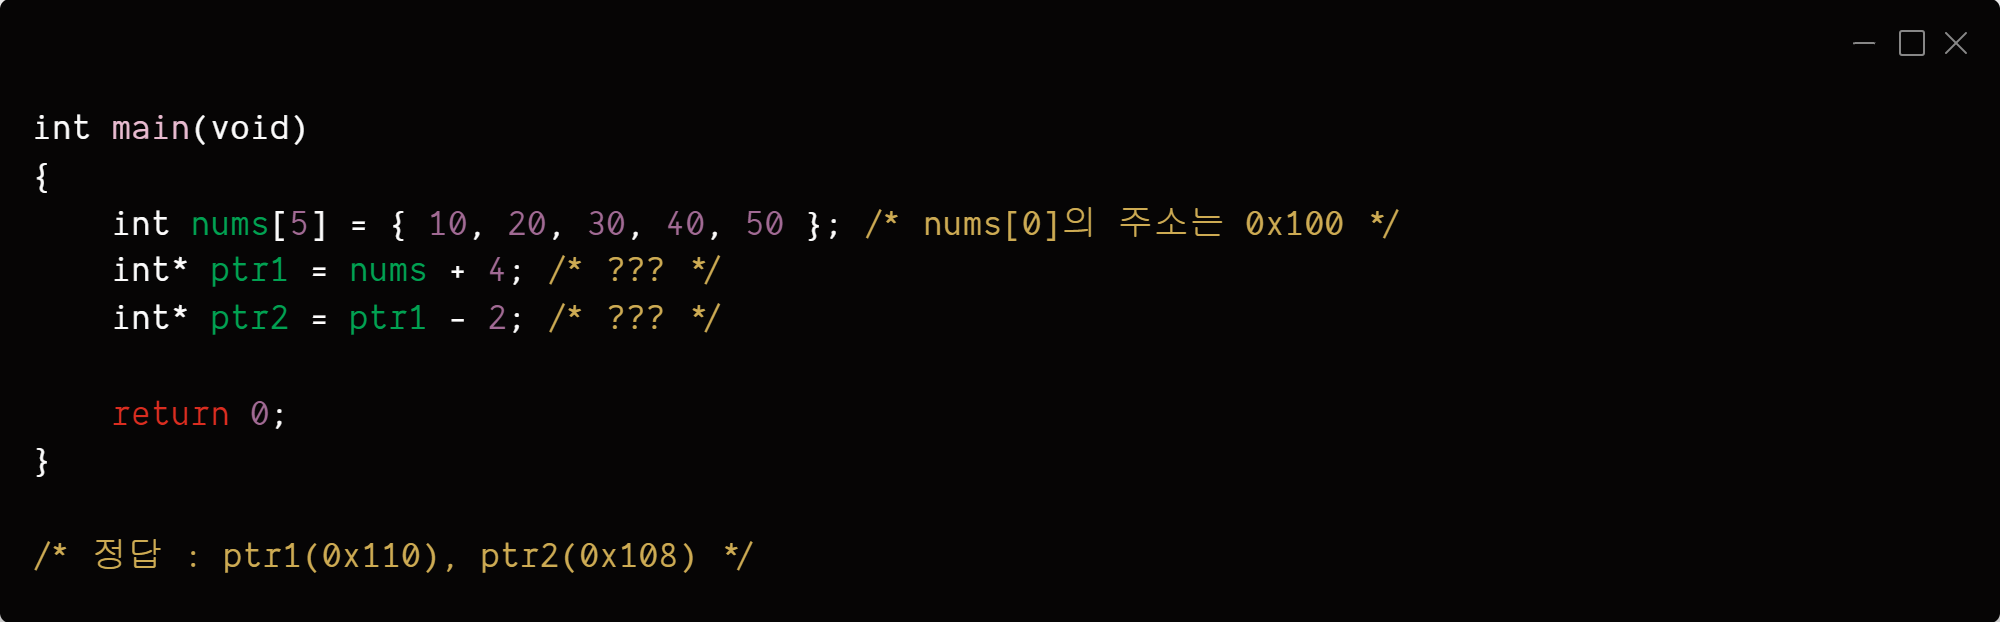 int main(void)
{
    int nums[5] = { 10, 20, 30, 40, 50 }; /* nums[0]의 주소는 0x100 */
    int* ptr1 = nums + 4; /* ??? */
    int* ptr2 = ptr1 - 2; /* ??? */
    return 0;
}
/* 정답 : ptr1(0x110), ptr2(0x108) */